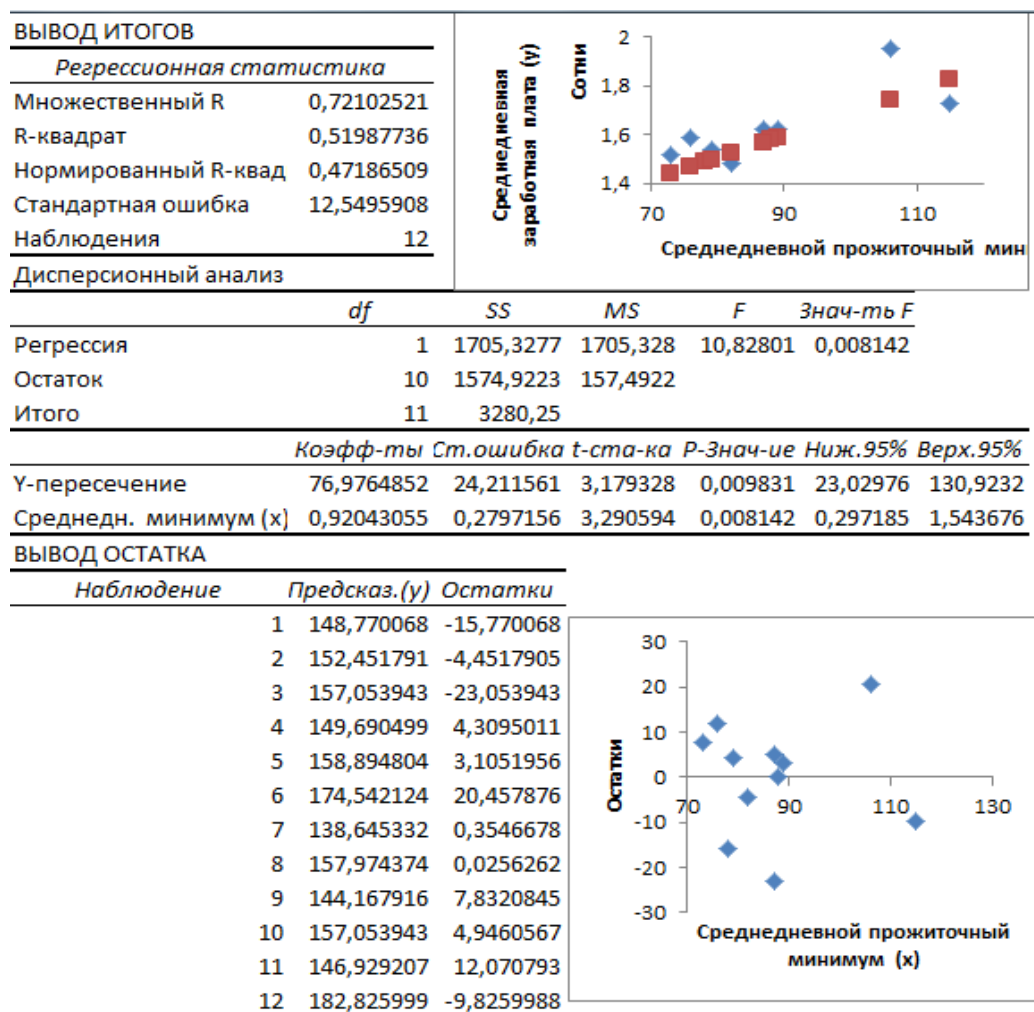 ВЫВОД ИТОГОВ
Регрессионная статистика
Множественный R 0,72102521
R-квадрат 0,51987736
Нормированный R-квад 0,47186509
Стандартная ошибка 12,5495908
Наблюдения 12
Среднедневная
заработная плата (y)
Сотни
2
1,8
1,6
1,4
70 90 110
Среднедневной прожиточный мин
Дисперсионный анализ
df SS MS F Знач-ть F
Регрессия 1 1705,3277 1705,328 10,82801 0,008142
Остаток 10 1574,9223 157,4922
Итого 11 3280,25
Коэфф-ты Ст.ошибка t-ста-ка P-Знач-ие Ниж.95% Верх.95%
Y-пересечение 76,9764852 24,211561 3,179328 0,009831 23,02976 130,9232
Среднедн. минимум (x) 0,92043055 0,2797156 3,290594 0,008142 0,297185 1,543676
ВЫВОД ОСТАТКА
Наблюдение Предсказ.(y) Остатки
1 148,770068 -15,770068
2 152,451791 -4,4517905
3 157,053943 -23,053943
4 149,690499 4,3095011
5 158,894804 3,1051956
6 174,542124 20,457876
7 138,645332 0,3546678
8 157,974374 0,0256262
9 144,167916 7,8320845
10 157,053943 4,9460567
11 146,929207 12,070793
12 182,825999 -9,8259988
Остатки
30
20
10
0
-10
-20
-30
70 90 110 130
Среднедневной прожиточный
минимум (x)